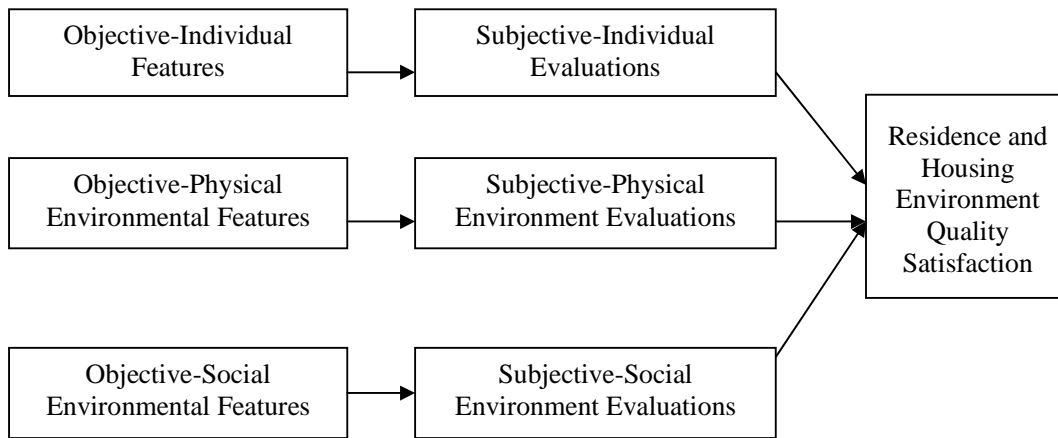 Objective-Individual
Features
Subjective-Individual
Evaluations
Objective-Physical
Environmental Features
Subjective-Physical
Environment Evaluations
Objective-Social
Environmental Features
Subjective-Social
Environment Evaluations
Residence and
Housing
Environment
Quality
Satisfaction